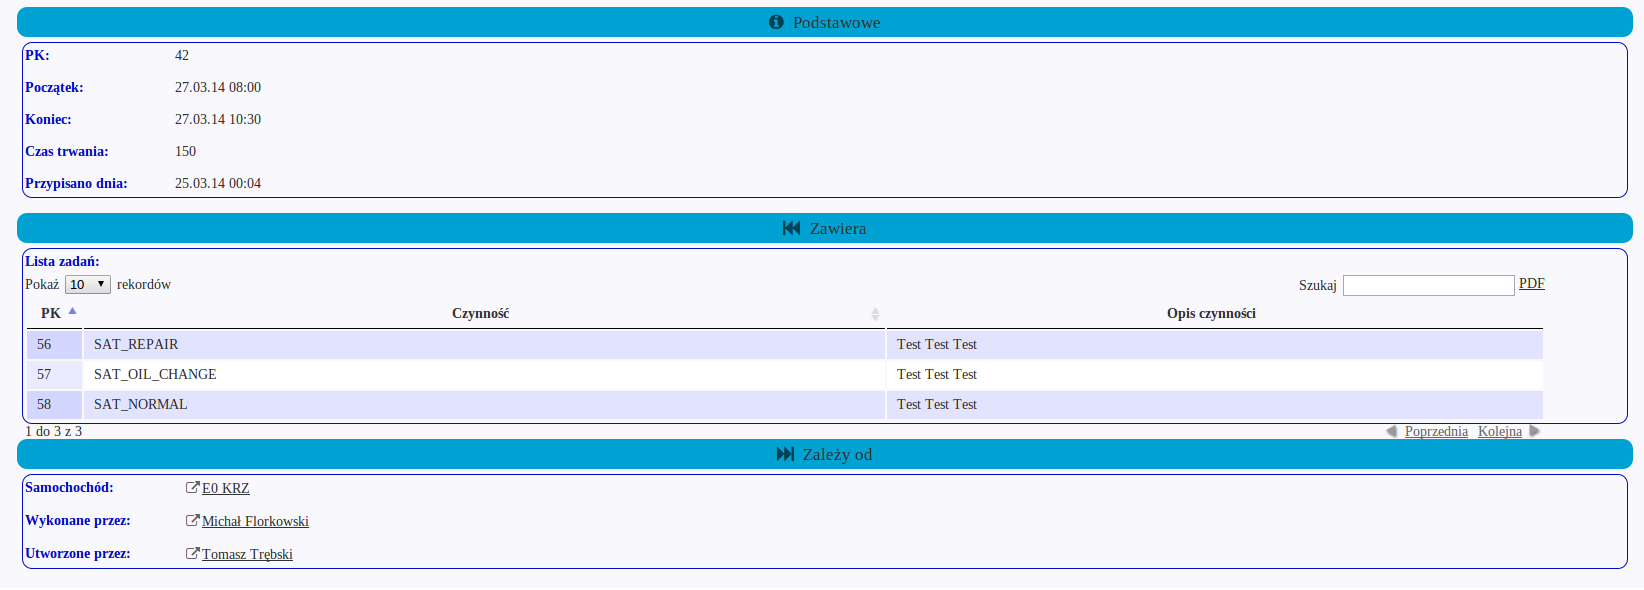 Podstawowe
PK: 42
Początek: 27.03.14 08:00
Koniec: 27.03.14 10:30
Czas trwania: 150
Przypisano dnia: 25.03.14 00:04
Zawiera
Lista zadań:
Pokaż 10 rekordów Szukaj PDF
PK Czynność Opis czynności
56 SAT_REPAIR Test Test Test
57 SAT_OIL_CHANGE Test Test Test
58 SAT_NORMAL Test Test Test
1 do 3 z 3 Poprzednia Kolejna
Zależy od
Samochochód: E0 KRZ
Wykonane przez: Michał Florkowski
Utworzone przez: Tomasz Trębski